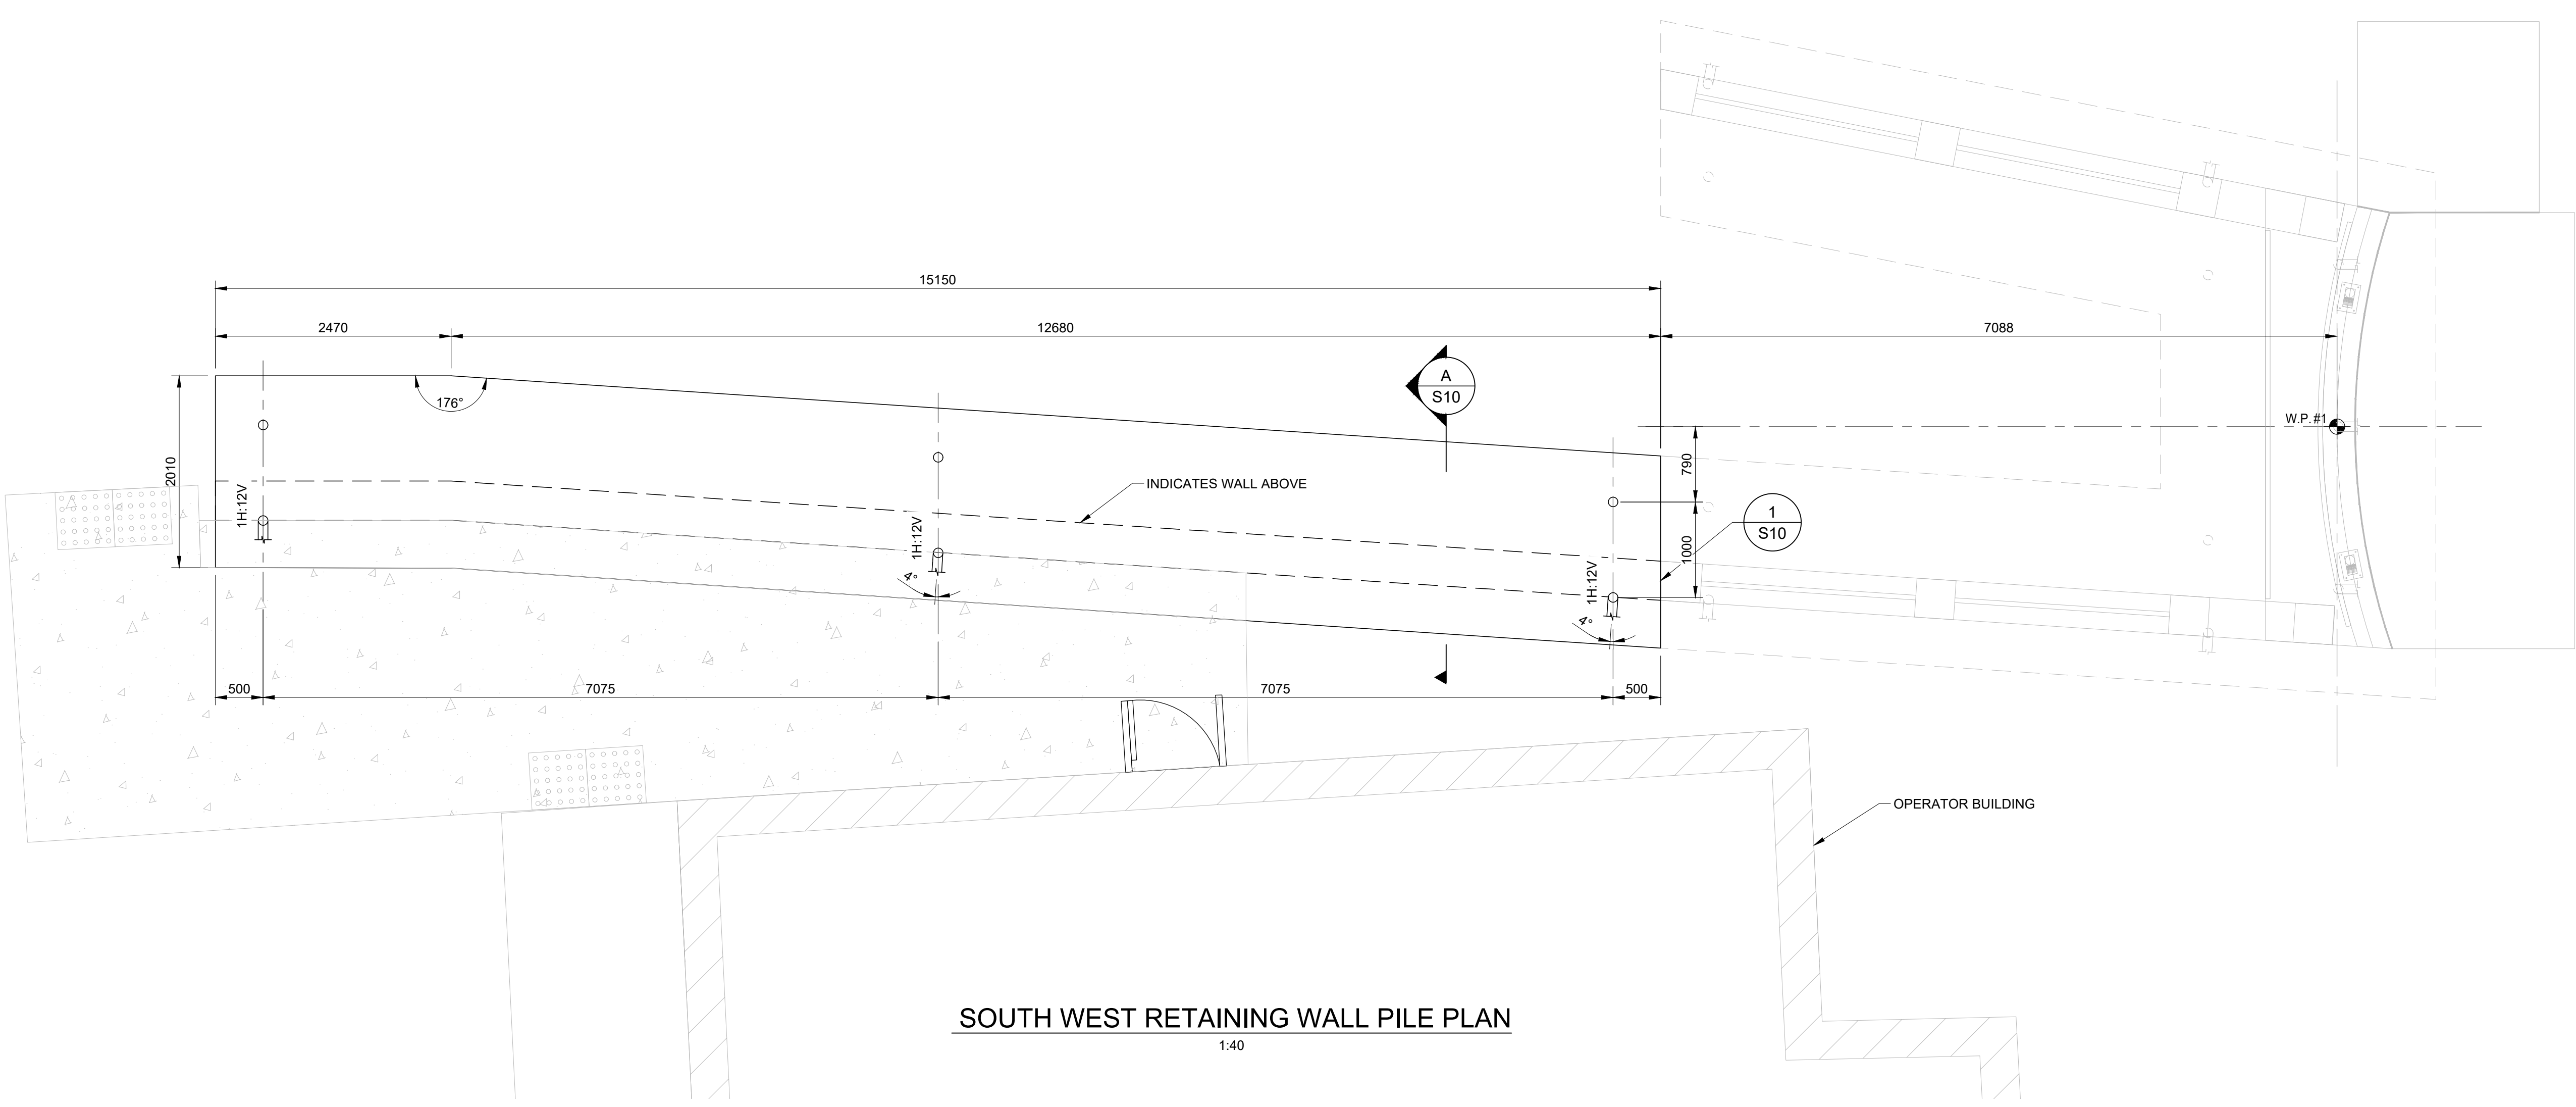 15150
2470
12680
7088
A
S10
176°
W.P. #1
2010
790
INDICATES WALL ABOVE
1H:12V
1
S10
1H:12V
1000
1H:12V
4°
4°
500
7075
7075
500
OPERATOR BUILDING
SOUTH WEST RETAINING WALL PILE PLAN
1:40